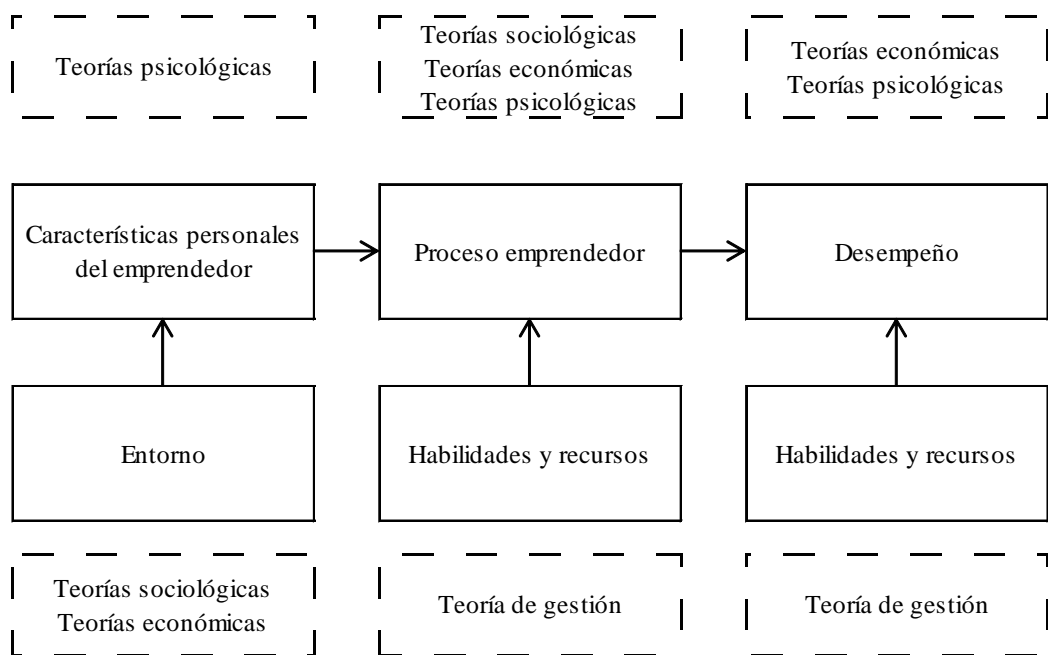 Teorías psicológicas
Teorías sociológicas
Teorías económicas
Teorías psicológicas
Teorías económicas
Teorías psicológicas
Características personales
del emprendedor
Proceso emprendedor
Desempeño
Entorno
Habilidades y recursos
Habilidades y recursos
Teorías sociológicas
Teorías económicas
Teoría de gestión
Teoría de gestión